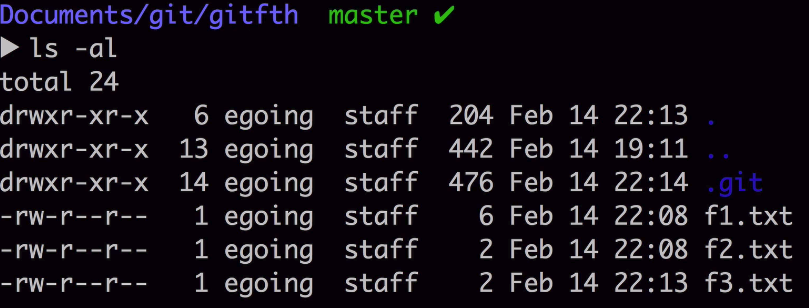 Documents/git/gitfth  master ✔
▶ ls -al
total 24
drwxr-xr-x   6 egoing  staff  204 Feb 14 22:13 .
drwxr-xr-x  13 egoing  staff  442 Feb 14 19:11 ..
drwxr-xr-x  14 egoing  staff  476 Feb 14 22:14 .git
-rw-r--r--   1 egoing  staff    6 Feb 14 22:08 f1.txt
-rw-r--r--   1 egoing  staff    2 Feb 14 22:08 f2.txt
-rw-r--r--   1 egoing  staff    2 Feb 14 22:13 f3.txt